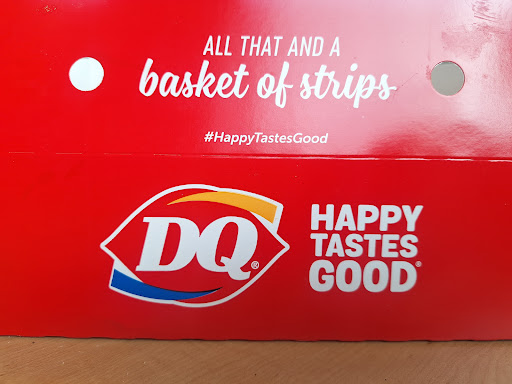 ALL THAT AND A
basket of strips
#HappyTastesGood
DQ®
HAPPY
TASTES
GOOD®